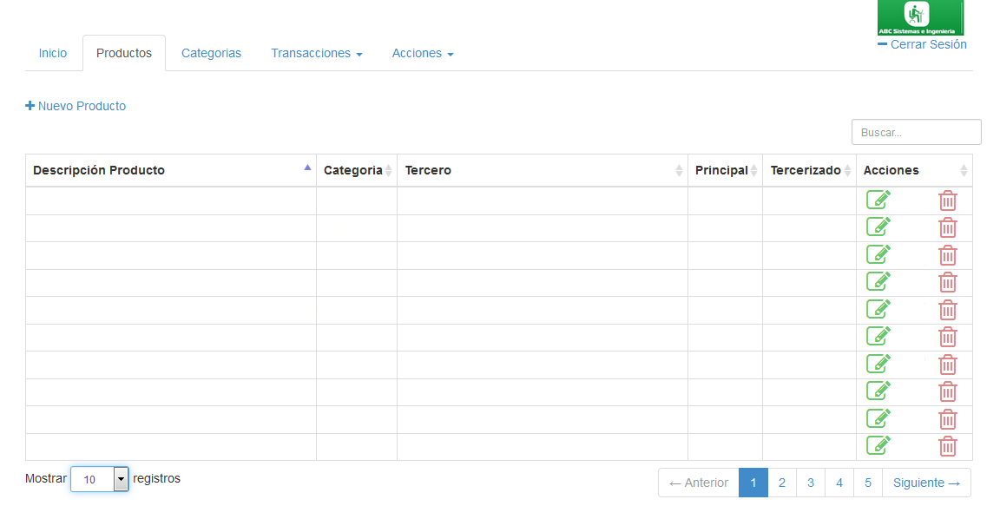 ABC Sistemas e Ingenieria
Cerrar Sesión
Inicio Productos Categorias Transacciones Acciones
Nuevo Producto
Buscar...
Descripción Producto Categoria Tercero Principal Tercerizado Acciones
Mostrar 10 registros
← Anterior 1 2 3 4 5 Siguiente →